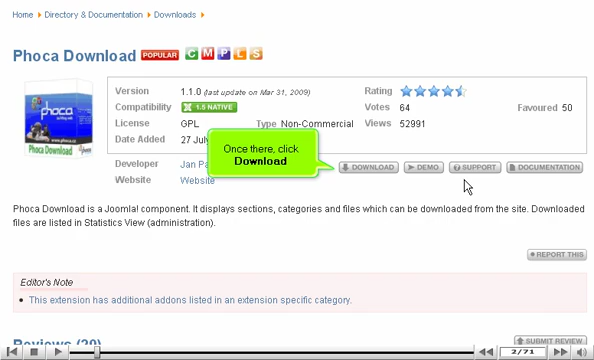 Home Directory & Documentation Downloads
Phoca Download POPULAR C M P L S
phoca
Phoca Download
Version 1.1.0 (last update on Mar 31, 2009)
Rating
Compatibility 1.5 NATIVE
Votes 64 Favoured 50
License GPL Type Non-Commercial
Views 52991
Date Added 27 July
Once there, click
Download
Developer Jan Pa
Website Website
DOWNLOAD DEMO SUPPORT DOCUMENTATION
Phoca Download is a Joomla! component. It displays sections, categories and files which can be downloaded from the site. Downloaded
files are listed in Statistics View (administration).
REPORT THIS
Editor's Note
This extension has additional addons listed in an extension specific category.
Reviews (20)
SUBMIT REVIEW
2/71